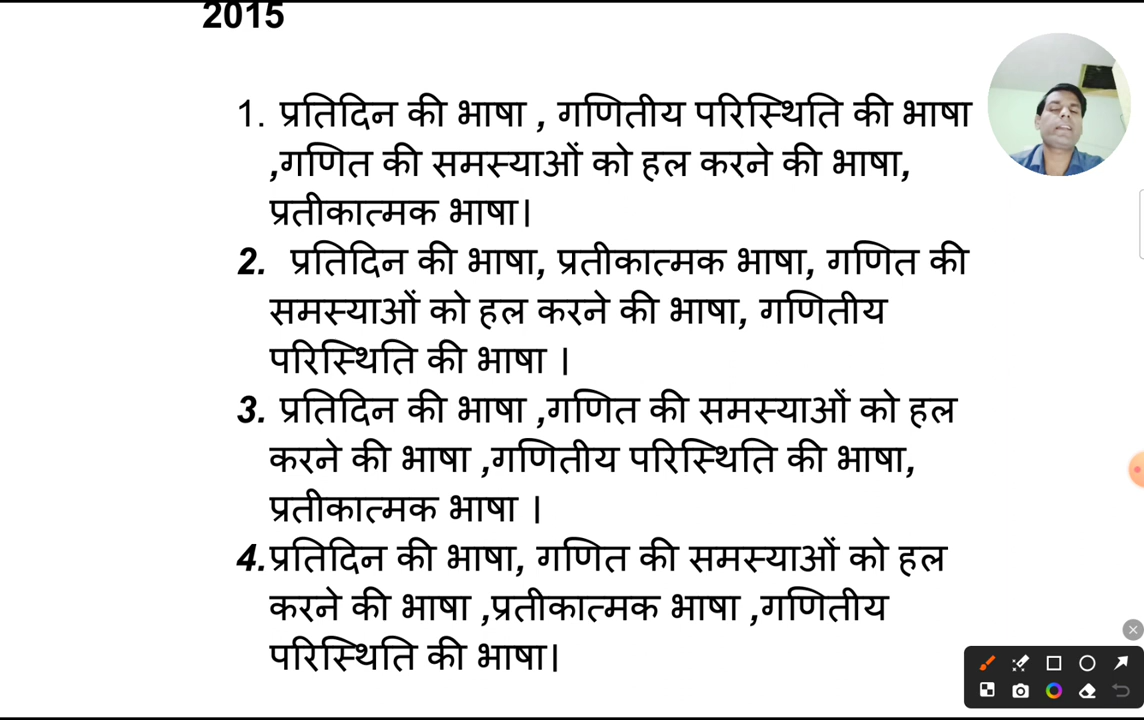 2015
1. प्रतिदिन की भाषा , गणितीय परिस्थिति की भाषा
,गणित की समस्याओं को हल करने की भाषा,
प्रतीकात्मक भाषा।
2. प्रतिदिन की भाषा, प्रतीकात्मक भाषा, गणित की
समस्याओं को हल करने की भाषा, गणितीय
परिस्थिति की भाषा ।
3. प्रतिदिन की भाषा ,गणित की समस्याओं को हल
करने की भाषा ,गणितीय परिस्थिति की भाषा,
प्रतीकात्मक भाषा ।
4.प्रतिदिन की भाषा, गणित की समस्याओं को हल
करने की भाषा ,प्रतीकात्मक भाषा ,गणितीय
परिस्थिति की भाषा।